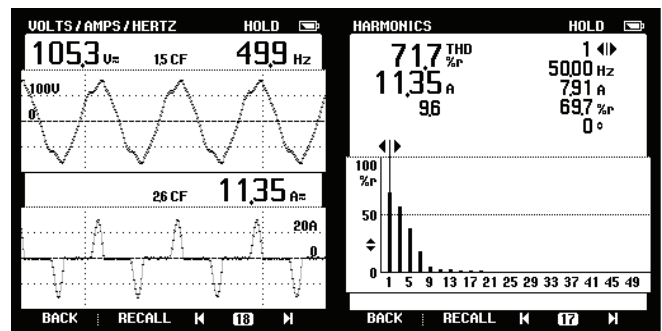 VOLTS/AMPS/HERTZ HOLD
105,3 V≂ 1,5 CF 49,9 Hz
100V
0
2,6 CF 11,35 A≂
20A
0
BACK RECALL 18
HARMONICS HOLD
71,7 THD %r 1
50,00 Hz
11,35 A 7,91 A
9,6 69,7 %r
0 °
100
%r
50
0
1 5 9 13 17 21 25 29 33 37 41 45 49
BACK RECALL 17